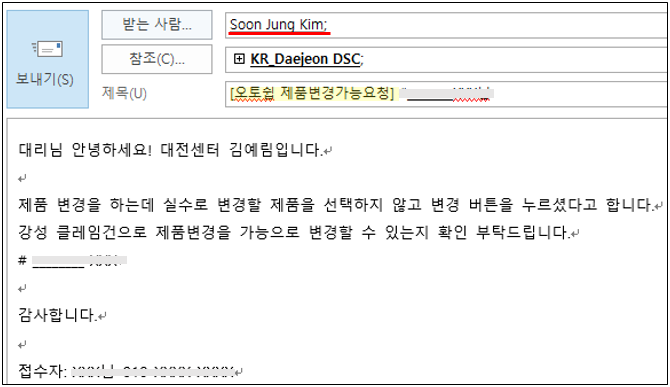 받는 사람...
Soon Jung Kim;
참조(C)...
KR_Daejeon DSC;
보내기(S)
제목(U)
[오토쉽 제품변경가능요청]
대리님 안녕하세요! 대전센터 김예림입니다.
제품 변경을 하는데 실수로 변경할 제품을 선택하지 않고 변경 버튼을 누르셨다고 합니다.
강성 클레임건으로 제품변경을 가능으로 변경할 수 있는지 확인 부탁드립니다.
#
감사합니다.
접수자: